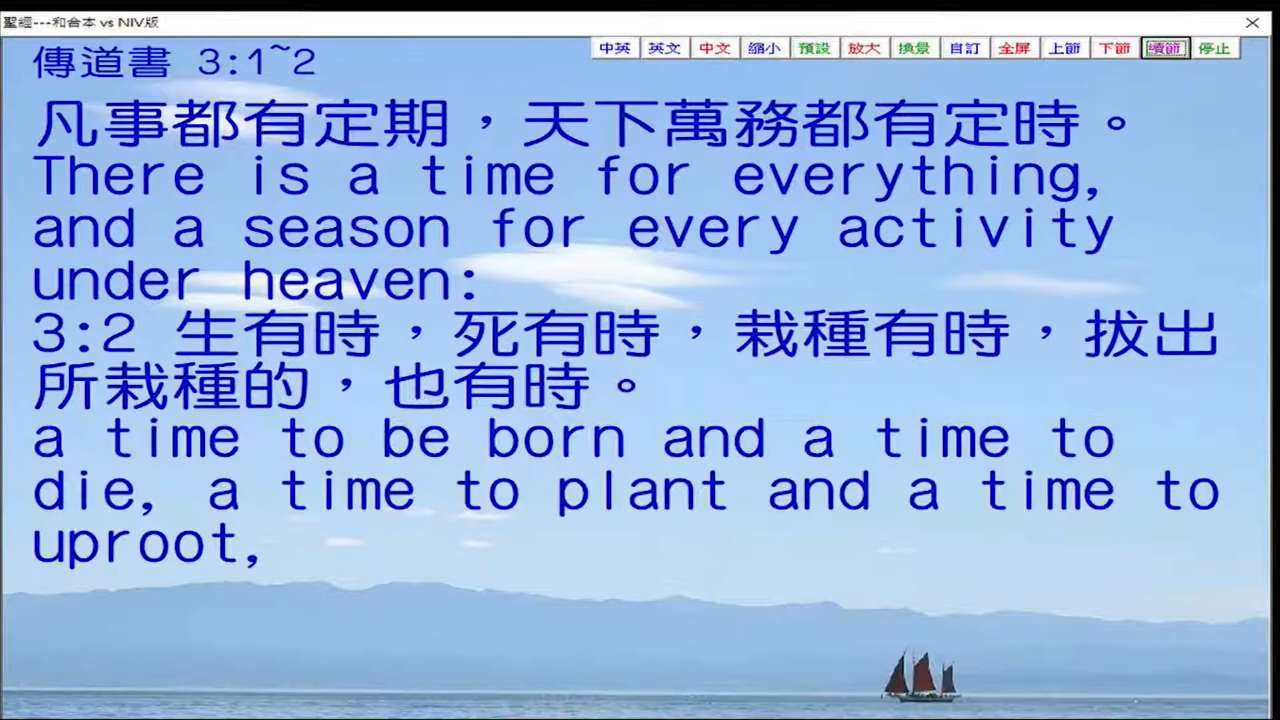 聖經---和合本 vs NIV版
中英 英文 中文 縮小 預設 放大 換景 自訂 全屏 上節 下節 續節 停止
傳道書 3:1~2
凡事都有定期，天下萬務都有定時。
There is a time for everything,
and a season for every activity
under heaven:
3:2 生有時，死有時，栽種有時，拔出
所栽種的，也有時。
a time to be born and a time to
die, a time to plant and a time to
uproot,